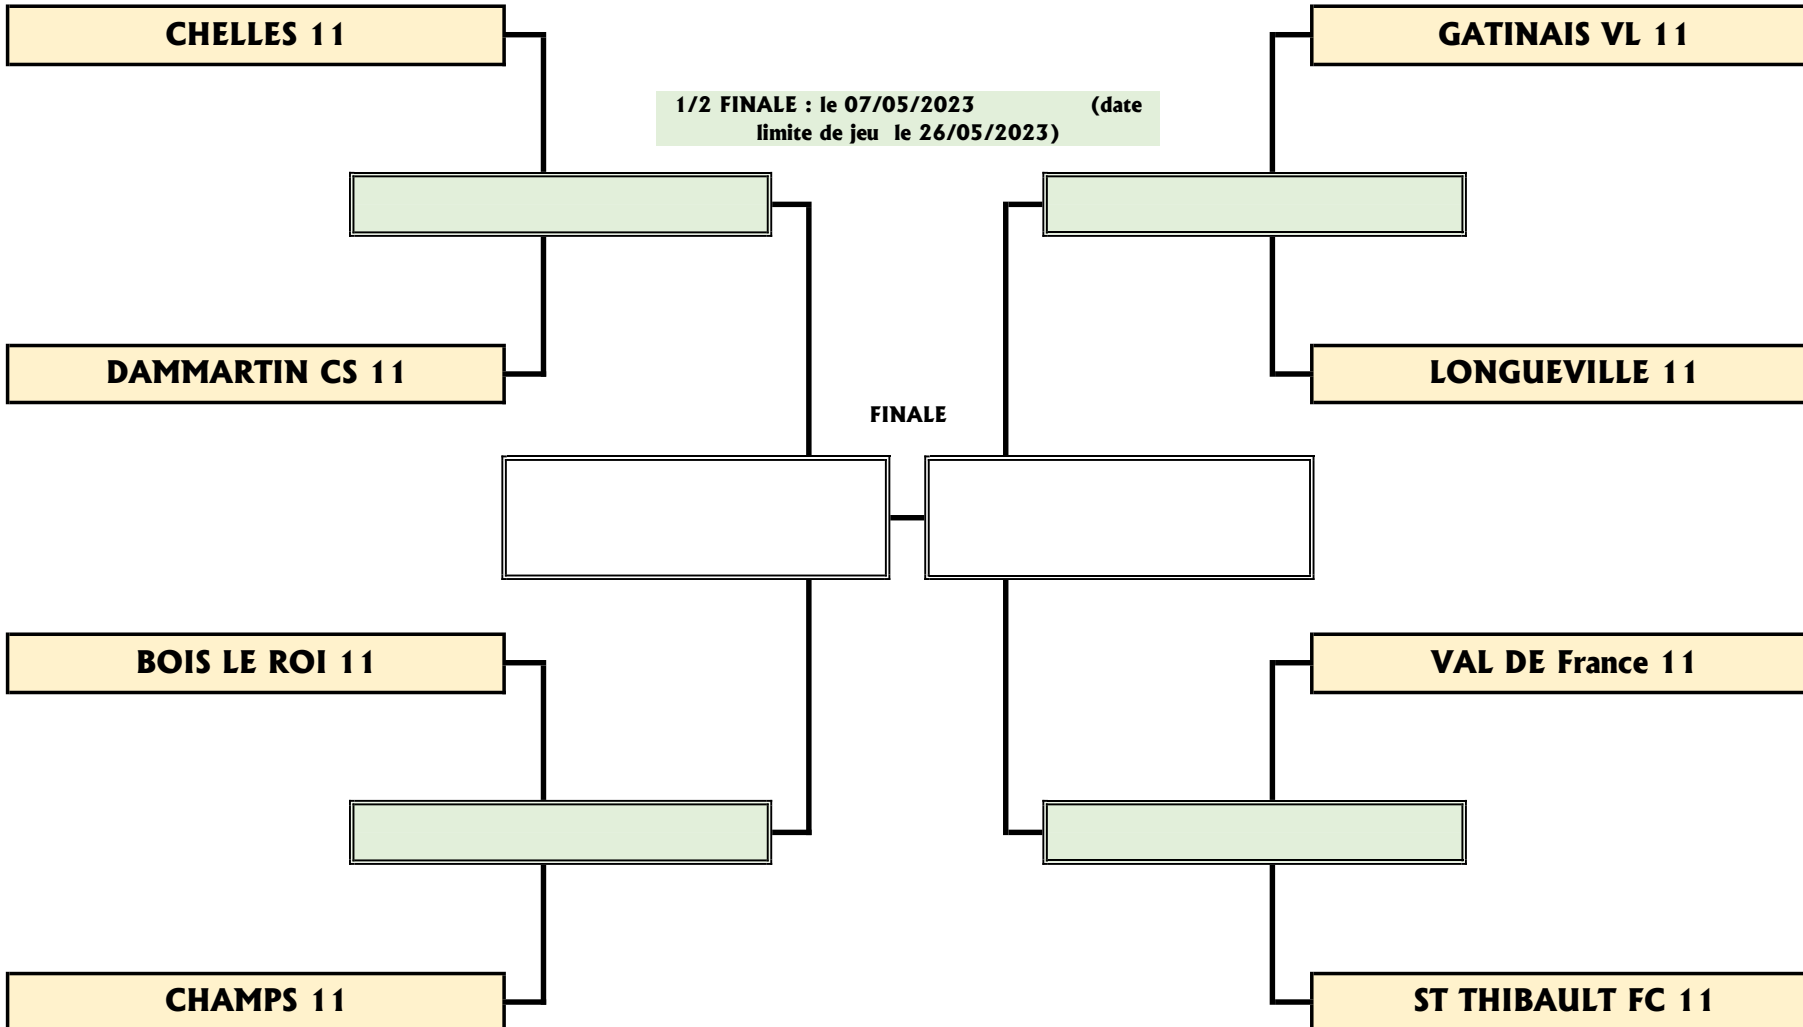 CHELLES 11
GATINAIS VL 11
1/2 FINALE : le 07/05/2023 (date
limite de jeu le 26/05/2023)
DAMMARTIN CS 11
LONGUEVILLE 11
FINALE
BOIS LE ROI 11
VAL DE France 11
CHAMPS 11
ST THIBAULT FC 11